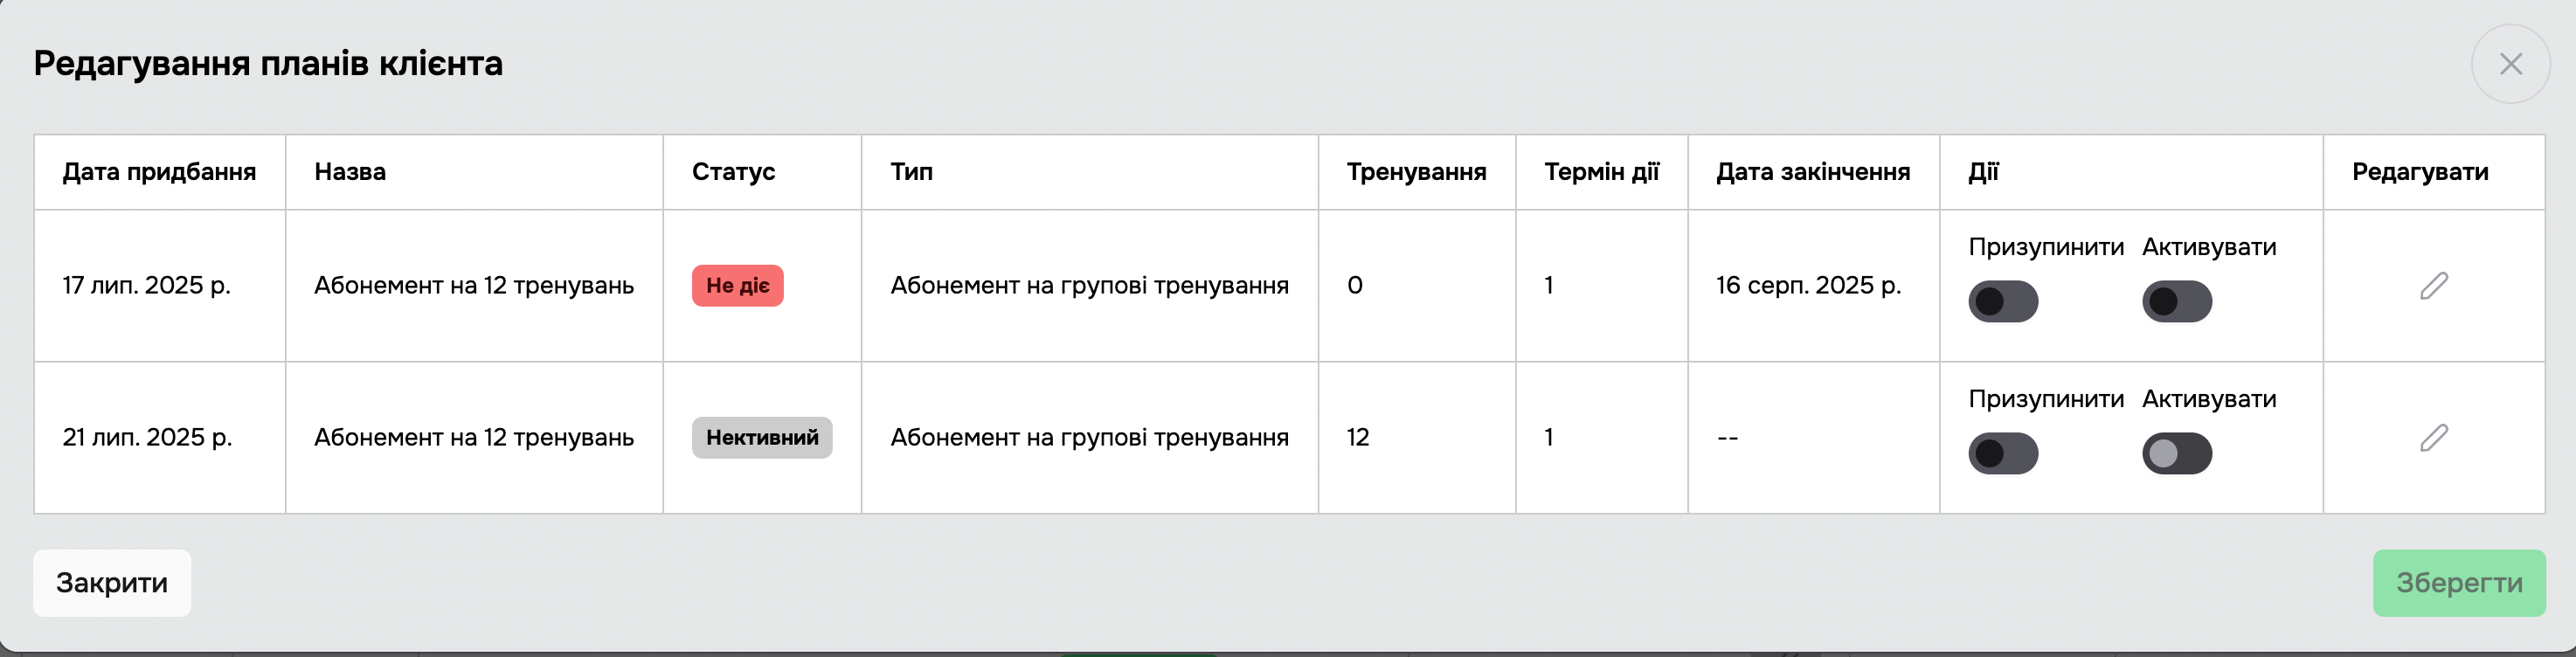 Редагування планів клієнта
Дата придбання Назва Статус Тип Тренування Термін дії Дата закінчення Дії Редагувати
Призупинити Активувати
17 лип. 2025 р. Абонемент на 12 тренувань Не діє Абонемент на групові тренування 0 1 16 серп. 2025 р.
Призупинити Активувати
21 лип. 2025 р. Абонемент на 12 тренувань Нективний Абонемент на групові тренування 12 1 --
Закрити Зберегти